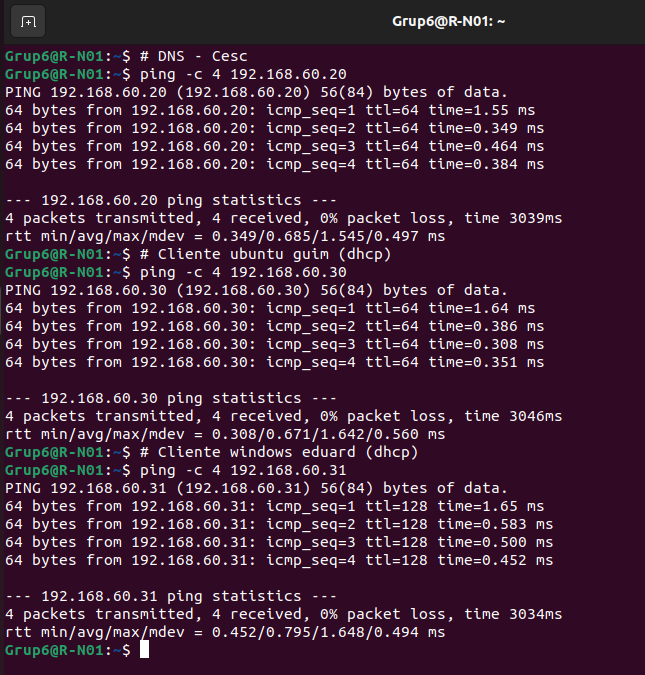 Grup6@R-N01: ~
Grup6@R-N01:~$ # DNS - Cesc
Grup6@R-N01:~$ ping -c 4 192.168.60.20
PING 192.168.60.20 (192.168.60.20) 56(84) bytes of data.
64 bytes from 192.168.60.20: icmp_seq=1 ttl=64 time=1.55 ms
64 bytes from 192.168.60.20: icmp_seq=2 ttl=64 time=0.349 ms
64 bytes from 192.168.60.20: icmp_seq=3 ttl=64 time=0.464 ms
64 bytes from 192.168.60.20: icmp_seq=4 ttl=64 time=0.384 ms
--- 192.168.60.20 ping statistics ---
4 packets transmitted, 4 received, 0% packet loss, time 3039ms
rtt min/avg/max/mdev = 0.349/0.685/1.545/0.497 ms
Grup6@R-N01:~$ # Cliente ubuntu guim (dhcp)
Grup6@R-N01:~$ ping -c 4 192.168.60.30
PING 192.168.60.30 (192.168.60.30) 56(84) bytes of data.
64 bytes from 192.168.60.30: icmp_seq=1 ttl=64 time=1.64 ms
64 bytes from 192.168.60.30: icmp_seq=2 ttl=64 time=0.386 ms
64 bytes from 192.168.60.30: icmp_seq=3 ttl=64 time=0.308 ms
64 bytes from 192.168.60.30: icmp_seq=4 ttl=64 time=0.351 ms
--- 192.168.60.30 ping statistics ---
4 packets transmitted, 4 received, 0% packet loss, time 3046ms
rtt min/avg/max/mdev = 0.308/0.671/1.642/0.560 ms
Grup6@R-N01:~$ # Cliente windows eduard (dhcp)
Grup6@R-N01:~$ ping -c 4 192.168.60.31
PING 192.168.60.31 (192.168.60.31) 56(84) bytes of data.
64 bytes from 192.168.60.31: icmp_seq=1 ttl=128 time=1.65 ms
64 bytes from 192.168.60.31: icmp_seq=2 ttl=128 time=0.583 ms
64 bytes from 192.168.60.31: icmp_seq=3 ttl=128 time=0.500 ms
64 bytes from 192.168.60.31: icmp_seq=4 ttl=128 time=0.452 ms
--- 192.168.60.31 ping statistics ---
4 packets transmitted, 4 received, 0% packet loss, time 3034ms
rtt min/avg/max/mdev = 0.452/0.795/1.648/0.494 ms
Grup6@R-N01:~$